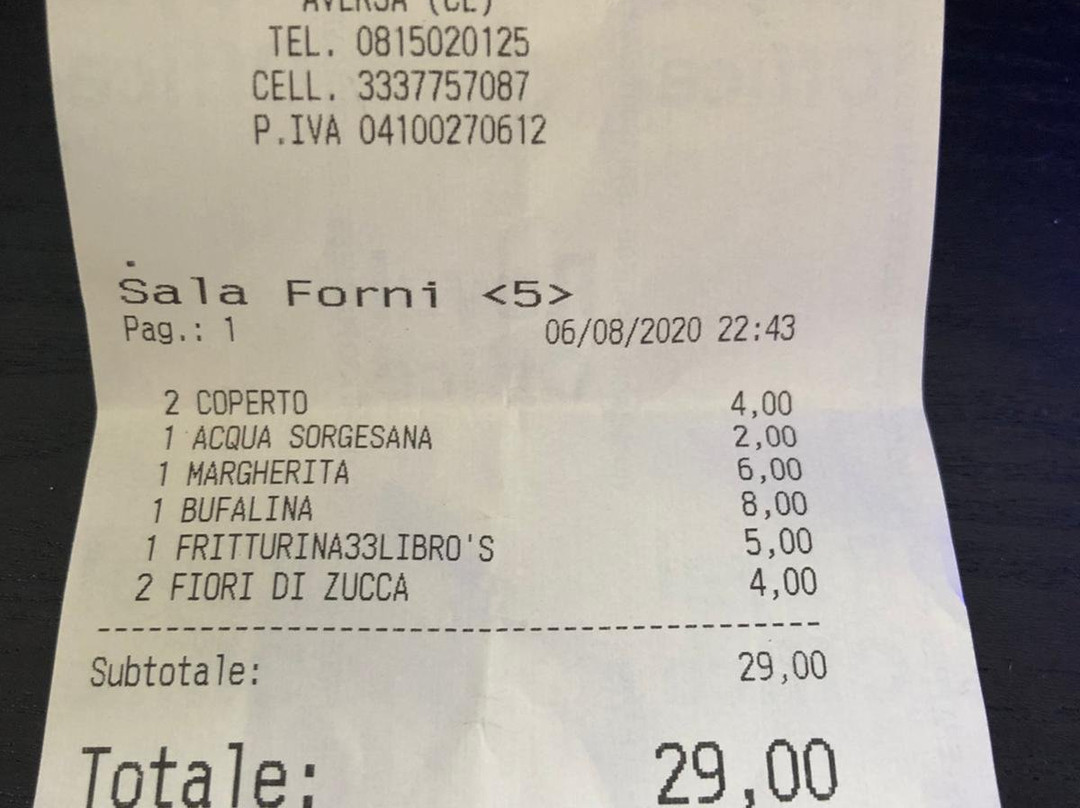 AVERSA (CE)
TEL. 0815020125
CELL. 3337757087
P.IVA 04100270612
Sala Forni <5>
Pag.: 1 06/08/2020 22:43
2 COPERTO 4,00
1 ACQUA SORGESANA 2,00
1 MARGHERITA 6,00
1 BUFALINA 8,00
1 FRITTURINA33LIBRO'S 5,00
2 FIORI DI ZUCCA 4,00
Subtotale: 29,00
Totale: 29,00